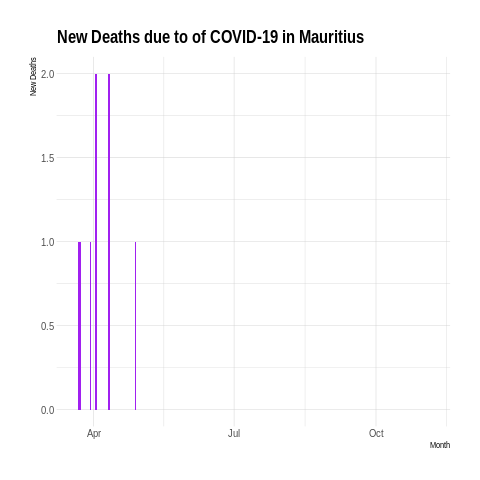 New Deaths due to of COVID-19 in Mauritius
New Deaths
2.0
1.5
1.0
0.5
0.0
Apr Jul Oct
Month